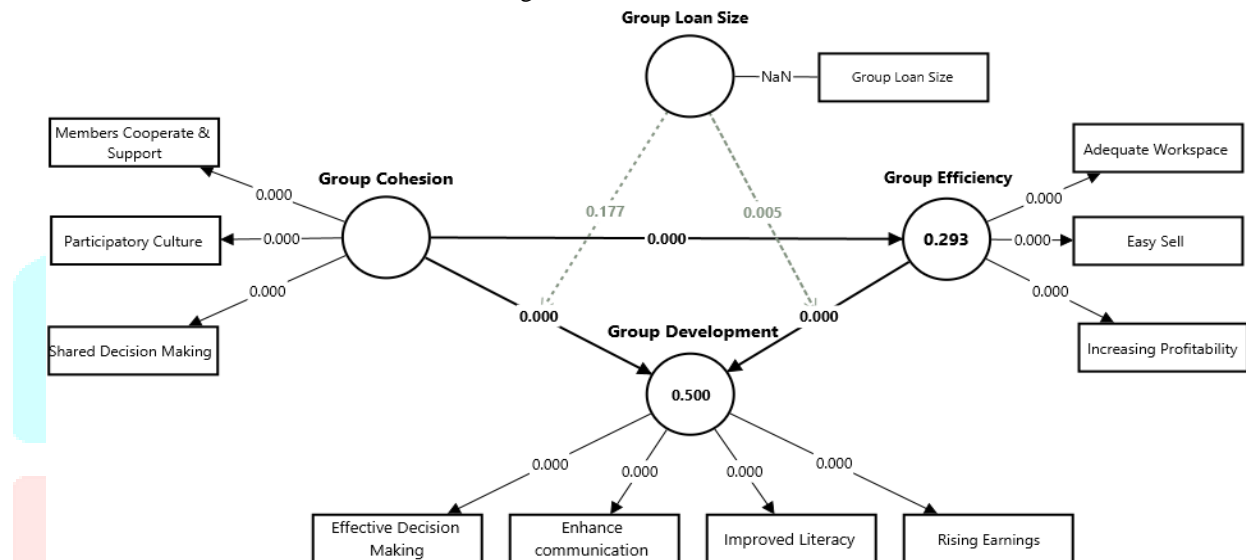 Group Loan Size
NaN
Group Loan Size
Members Cooperate &
Support
Adequate Workspace
Group Cohesion
Group Efficiency
0.000
0.000
0.177
0.005
Participatory Culture
0.000
0.000
0.293
0.000
Easy Sell
0.000
0.000
0.000
0.000
Group Development
Shared Decision Making
Increasing Profitability
0.500
0.000
0.000
0.000
0.000
Effective Decision
Making
Enhance
communication
Improved Literacy
Rising Earnings